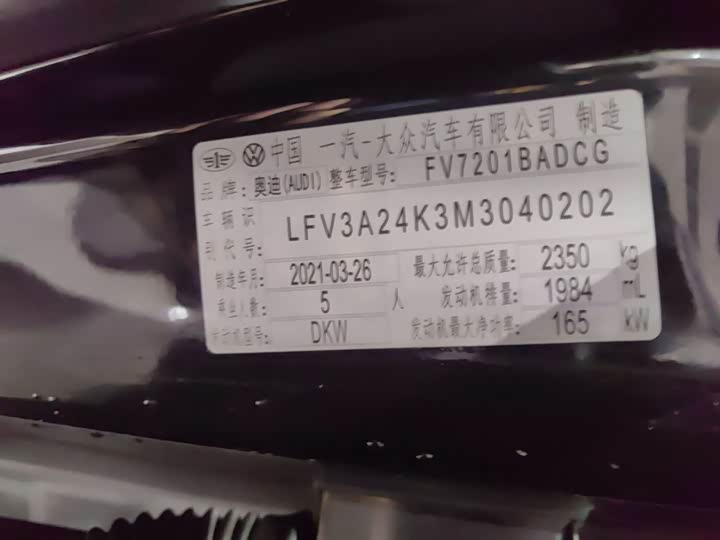 中国 一汽-大众汽车有限公司 制造
品牌: 奥迪(AUDI) 整车型号: FV7201BADCG
车辆识别代号: LFV3A24K3M3040202
制造年月: 2021-03-26 最大允许总质量: 2350 kg
乘坐人数: 5 人 发动机排量: 1984 mL
发动机型号: DKW 发动机最大净功率: 165 kW